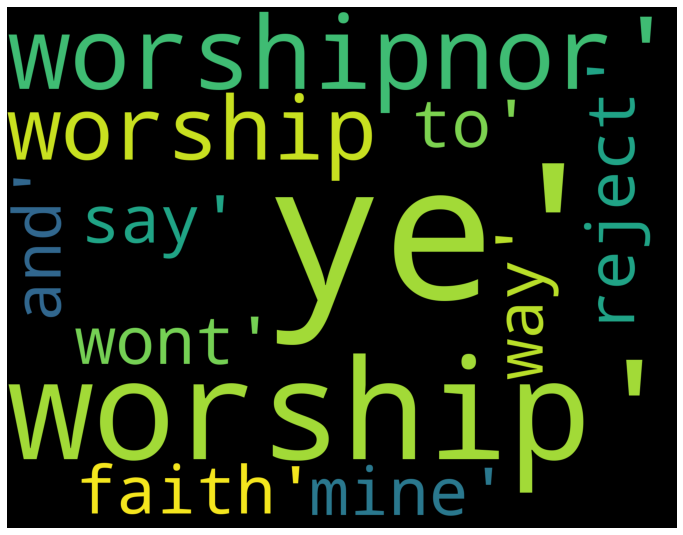 worshipnor'
worship
to'
reject'
and'
say'
ye'
way'
wont'
worship'
faith'
mine'